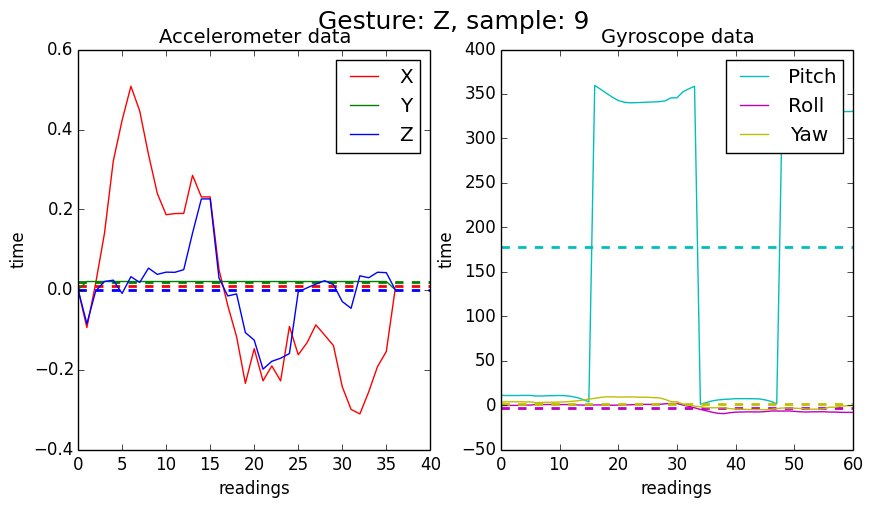 Gesture: Z, sample: 9
Accelerometer data
0.6
0.4
0.2
0.0
−0.2
−0.4
time
0 5 10 15 20 25 30 35 40
readings
X
Y
Z
Gyroscope data
400
350
300
250
200
150
100
50
0
−50
time
0 10 20 30 40 50 60
readings
Pitch
Roll
Yaw